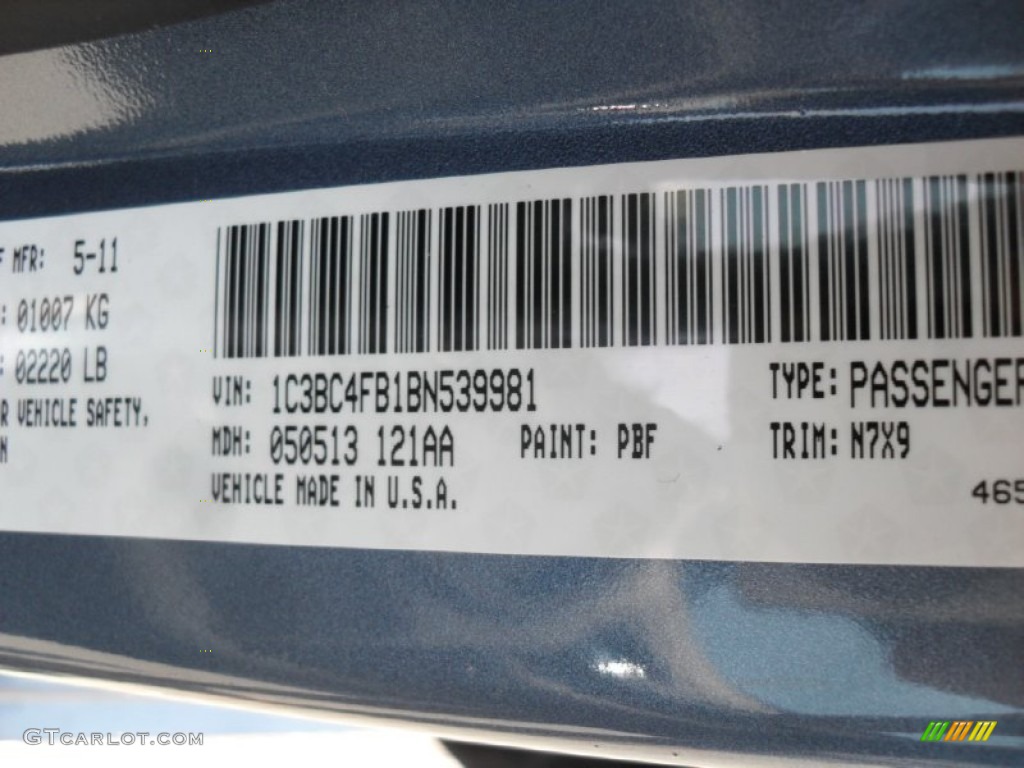 MFR: 5-11
01007 KG
02220 LB
VEHICLE SAFETY,
VIN: 1C3BC4FB1BN539981
TYPE: PASSENGER
MDH: 050513 121AA
PAINT: PBF
TRIM: N7X9
VEHICLE MADE IN U.S.A.
465
GTCARLOT.COM